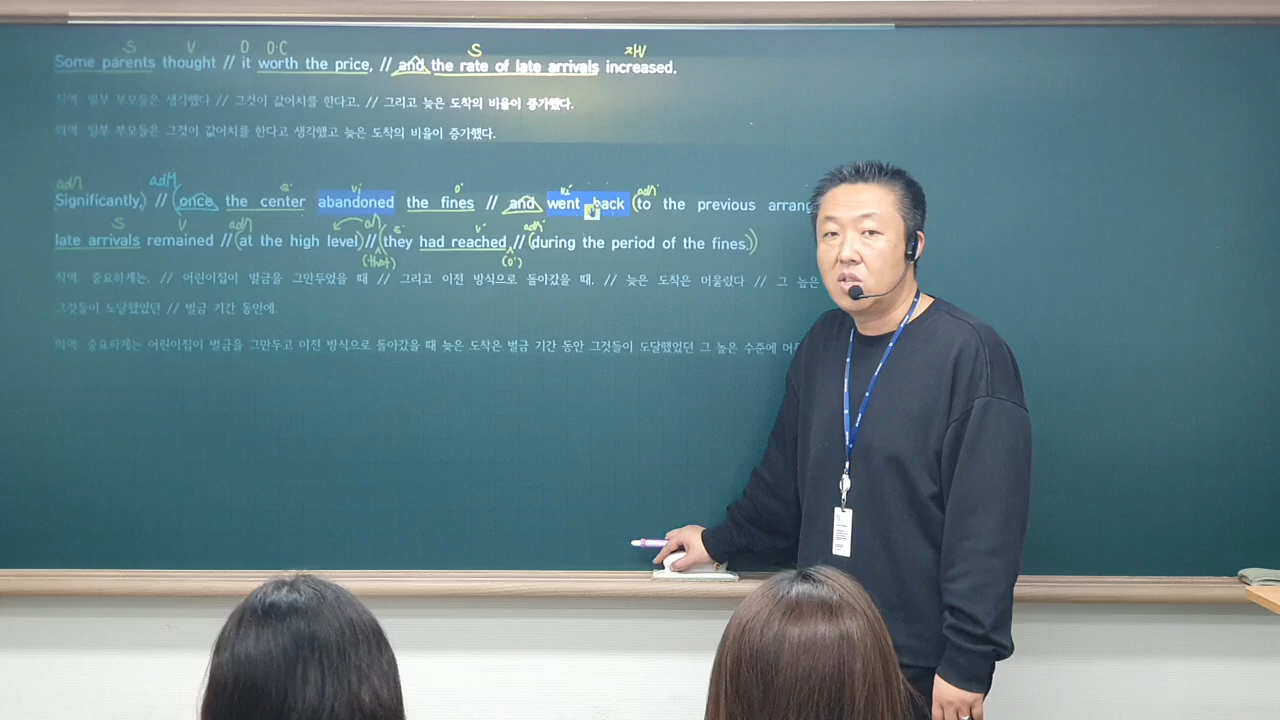 S V O O·C S 자V
Some parents thought // it worth the price, // and the rate of late arrivals increased.
직역: 일부 부모들은 생각했다 // 그것이 값어치를 한다고, // 그리고 늦은 도착의 비율이 증가했다.
의역: 일부 부모들은 그것이 값어치를 한다고 생각했고 늦은 도착의 비율이 증가했다.
adM s' v' o' v'
Significantly,) // (once the center abandoned the fines // and went back (to the previous
S V s' v'
late arrivals remained // (at the high level) // (they had reached // (during the period of the fines.))
(that) (o')
직역: 중요하게는, // 어린이집이 벌금을 그만두었을 때 // 그리고 이전 방식으로 돌아갔을 때, // 늦은 도착은 머물렀다 // 그 높은
그것들이 도달했었던 // 벌금 기간 동안에.
의역: 중요하게는 어린이집이 벌금을 그만두고 이전 방식으로 돌아갔을 때 늦은 도착은 벌금 기간 동안 그것들이 도달했었던 그 높은 수준에